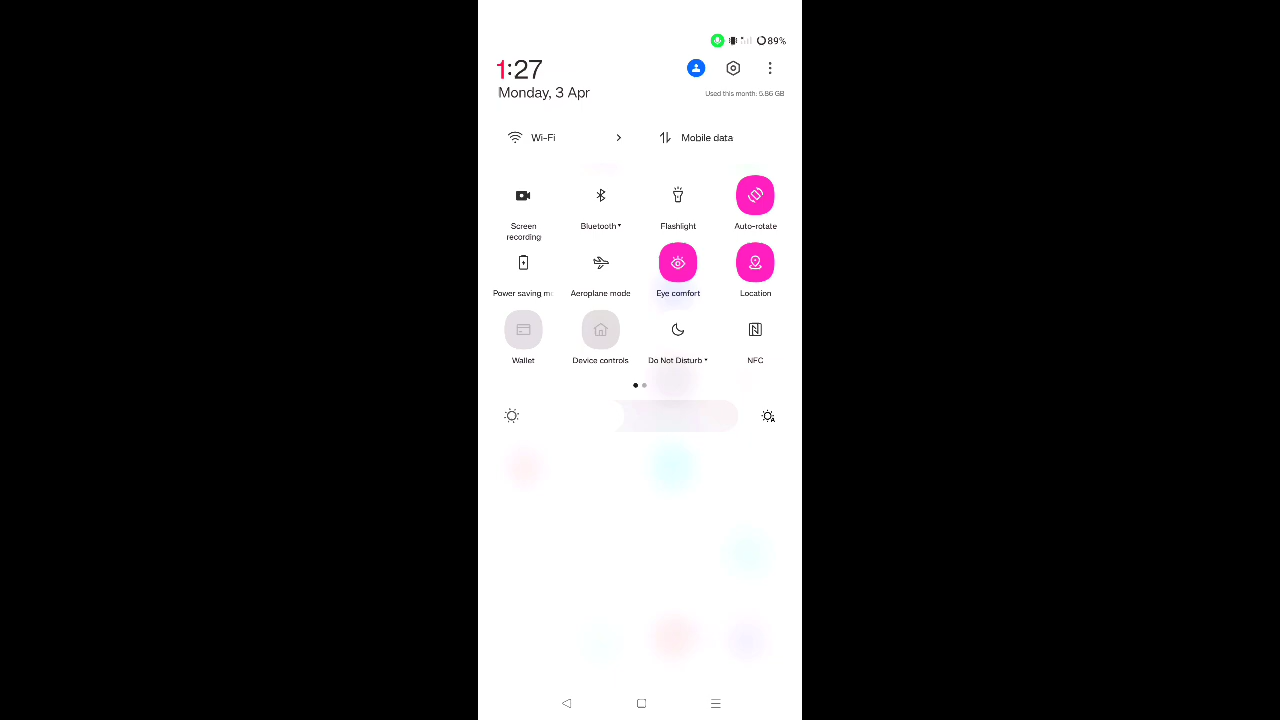 89%
1:27
Monday, 3 Apr
Used this month: 5.86 GB
Wi-Fi
Mobile data
Screen recording
Bluetooth
Flashlight
Auto-rotate
Power saving mo
Aeroplane mode
Eye comfort
Location
Wallet
Device controls
Do Not Disturb
NFC